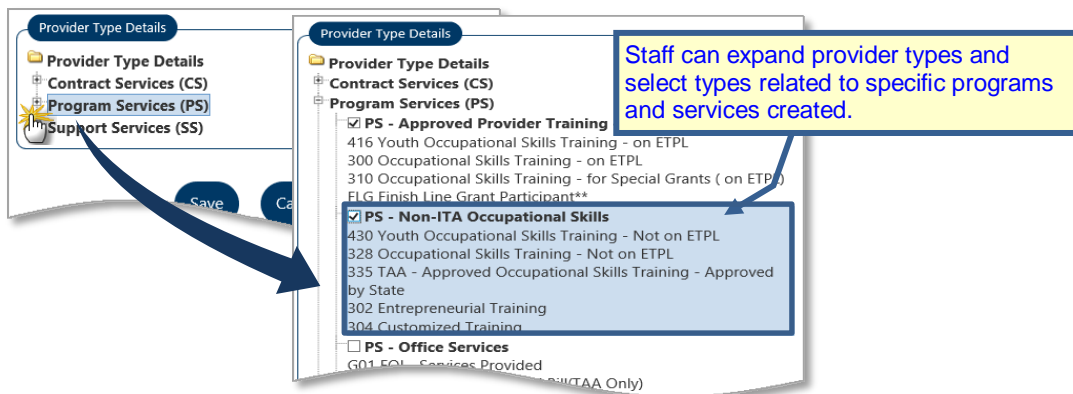 Provider Type Details
Provider Type Details
Contract Services (CS)
Program Services (PS)
Support Services (SS)
Save
Provider Type Details
Provider Type Details
Contract Services (CS)
Program Services (PS)
PS - Approved Provider Training
416 Youth Occupational Skills Training - on ETPL
300 Occupational Skills Training - on ETPL
310 Occupational Skills Training - for Special Grants ( on ETPL)
FLG Finish Line Grant Participant**
PS - Non-ITA Occupational Skills
430 Youth Occupational Skills Training - Not on ETPL
328 Occupational Skills Training - Not on ETPL
335 TAA - Approved Occupational Skills Training - Approved
by State
302 Entrepreneurial Training
304 Customized Training
PS - Office Services
G01 EOL - Services Provided
Bill/TAA Only)
Staff can expand provider types and
select types related to specific programs
and services created.